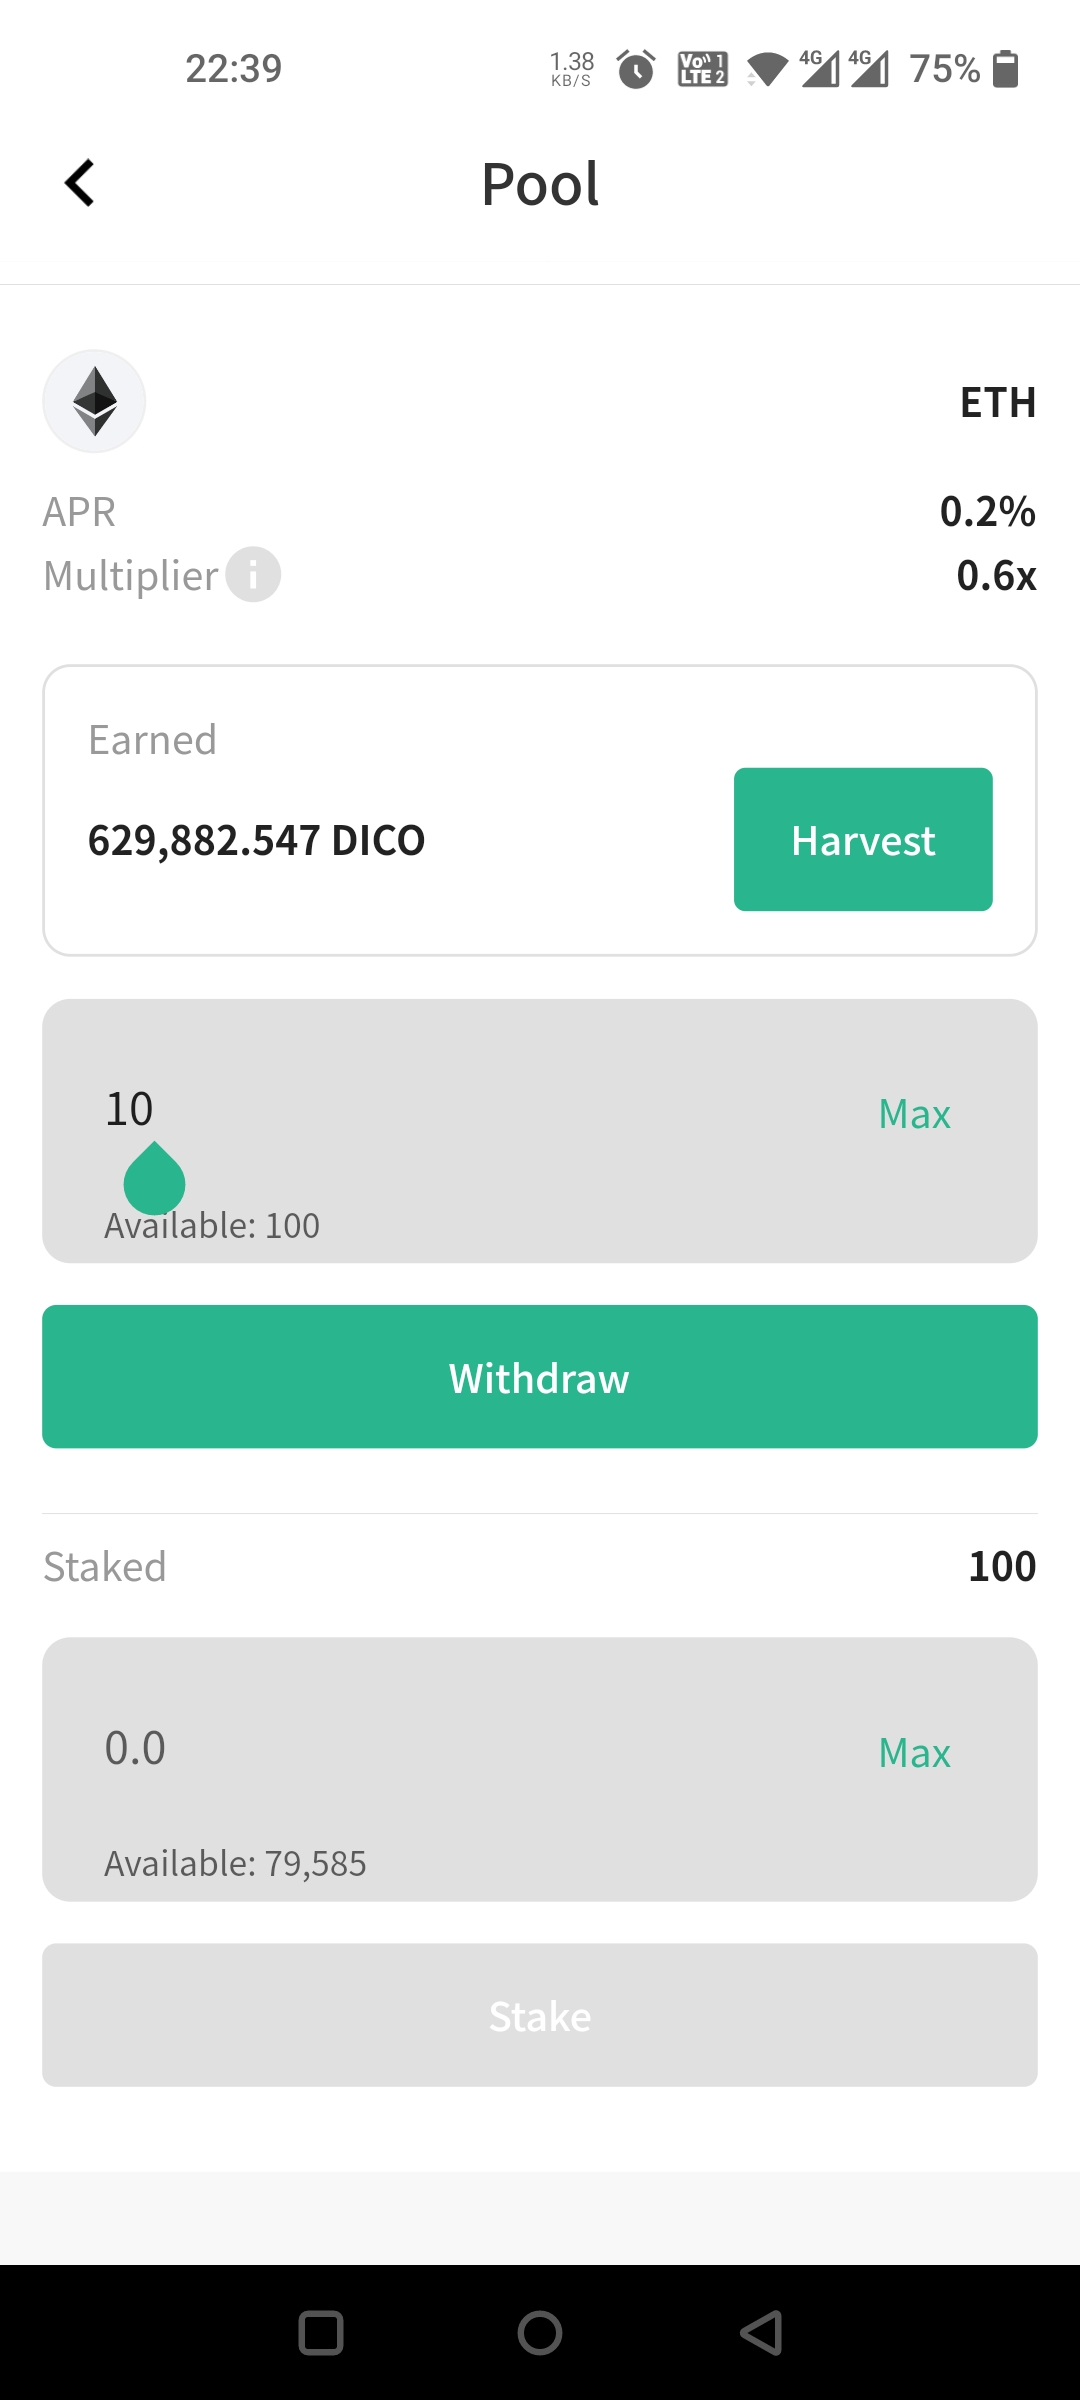 22:39 1.38 KB/S Vo LTE 1 2 4G 4G 75%
Pool
ETH
APR 0.2%
Multiplier i 0.6x
Earned
629,882.547 DICO Harvest
10 Max
Available: 100
Withdraw
Staked 100
0.0 Max
Available: 79,585
Stake